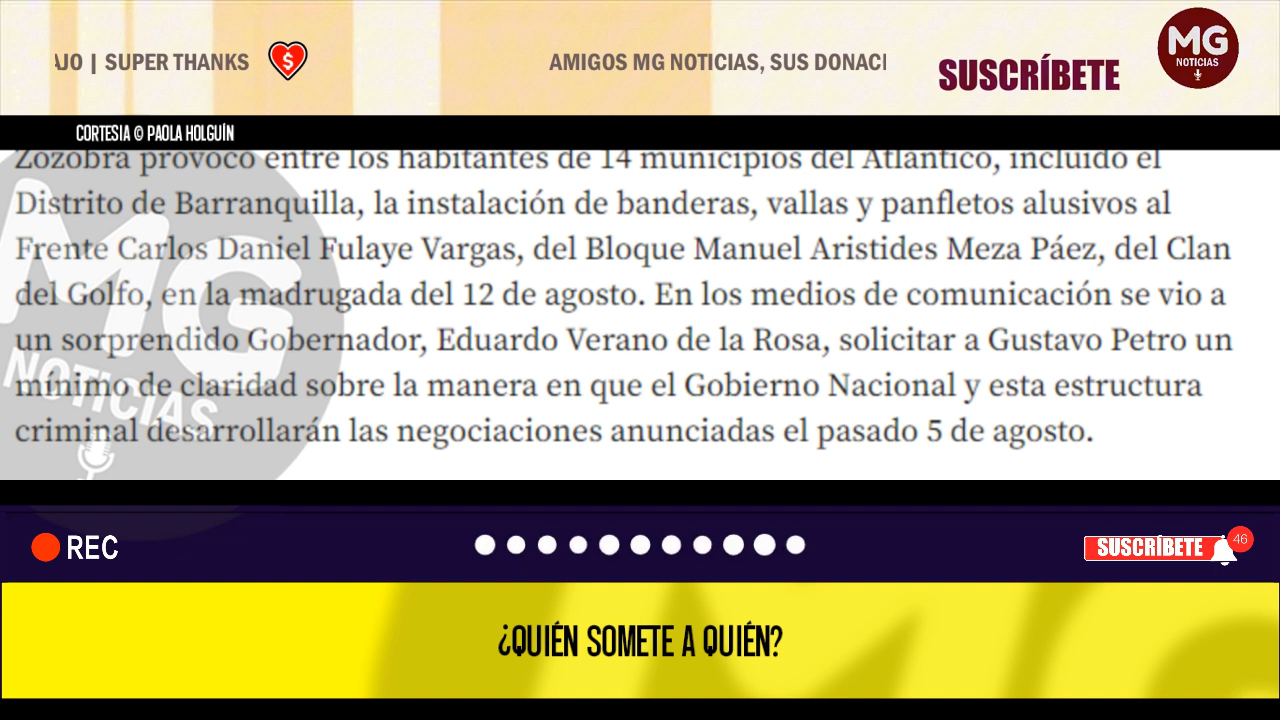 JO | SUPER THANKS
AMIGOS MG NOTICIAS, SUS DONACI
SUSCRÍBETE
MG
NOTICIAS
CORTESIA © PAOLA HOLGUÍN
Zozobra provocó entre los habitantes de 14 municipios del Atlántico, incluido el
Distrito de Barranquilla, la instalación de banderas, vallas y panfletos alusivos al
Frente Carlos Daniel Fulaye Vargas, del Bloque Manuel Aristides Meza Páez, del Clan
del Golfo, en la madrugada del 12 de agosto. En los medios de comunicación se vio a
un sorprendido Gobernador, Eduardo Verano de la Rosa, solicitar a Gustavo Petro un
mínimo de claridad sobre la manera en que el Gobierno Nacional y esta estructura
criminal desarrollarán las negociaciones anunciadas el pasado 5 de agosto.
MG
NOTICIAS
REC
SUSCRÍBETE
46
¿QUIÉN SOMETE A QUIÉN?